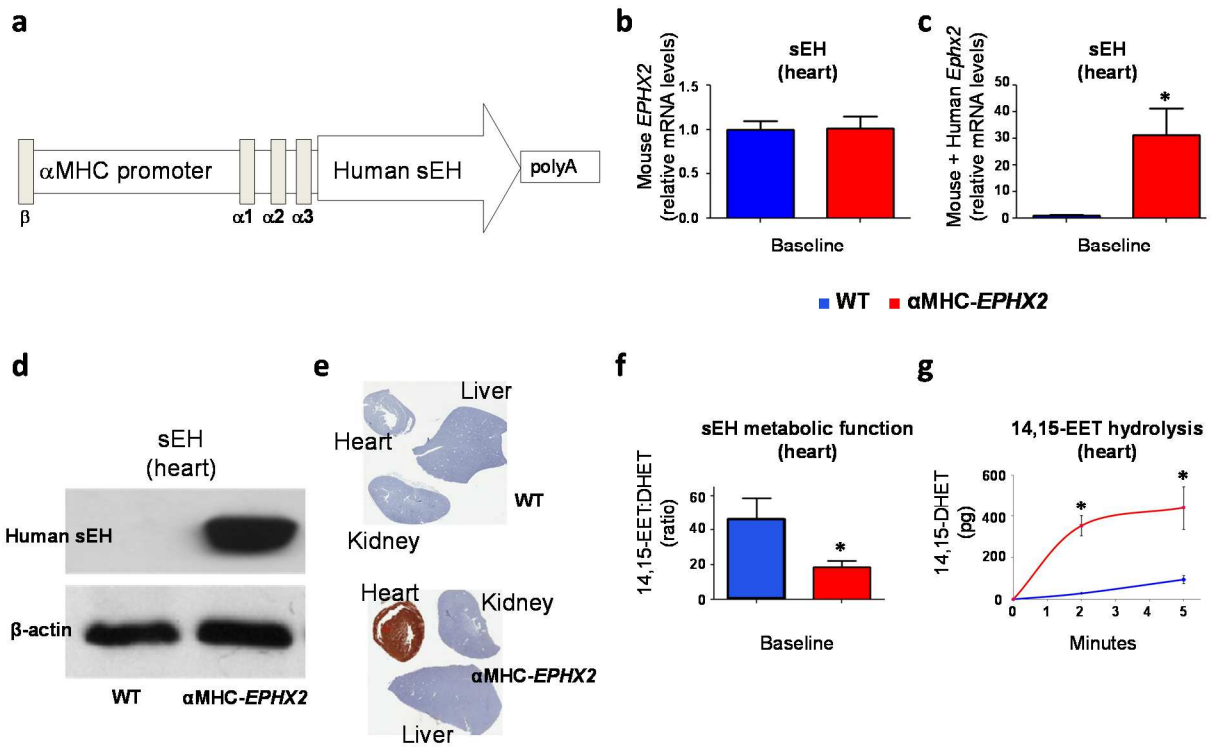 a
αMHC promoter
Human sEH
polyA
β
α1
α2
α3
b
sEH
(heart)
Mouse EPHX2
(relative mRNA levels)
1.5
1.0
0.5
0.0
Baseline
c
sEH
(heart)
Mouse + Human Ephx2
(relative mRNA levels)
50
40
30
20
10
0
*
Baseline
WT
αMHC-EPHX2
d
sEH
(heart)
Human sEH
β-actin
WT
αMHC-EPHX2
e
Liver
Heart
WT
Kidney
Heart
Kidney
αMHC-EPHX2
Liver
f
sEH metabolic function
(heart)
14,15-EET:DHET
(ratio)
60
40
20
0
*
Baseline
g
14,15-EET hydrolysis
(heart)
14,15-DHET
(pg)
600
400
200
0
*
*
0 1 2 3 4 5
Minutes